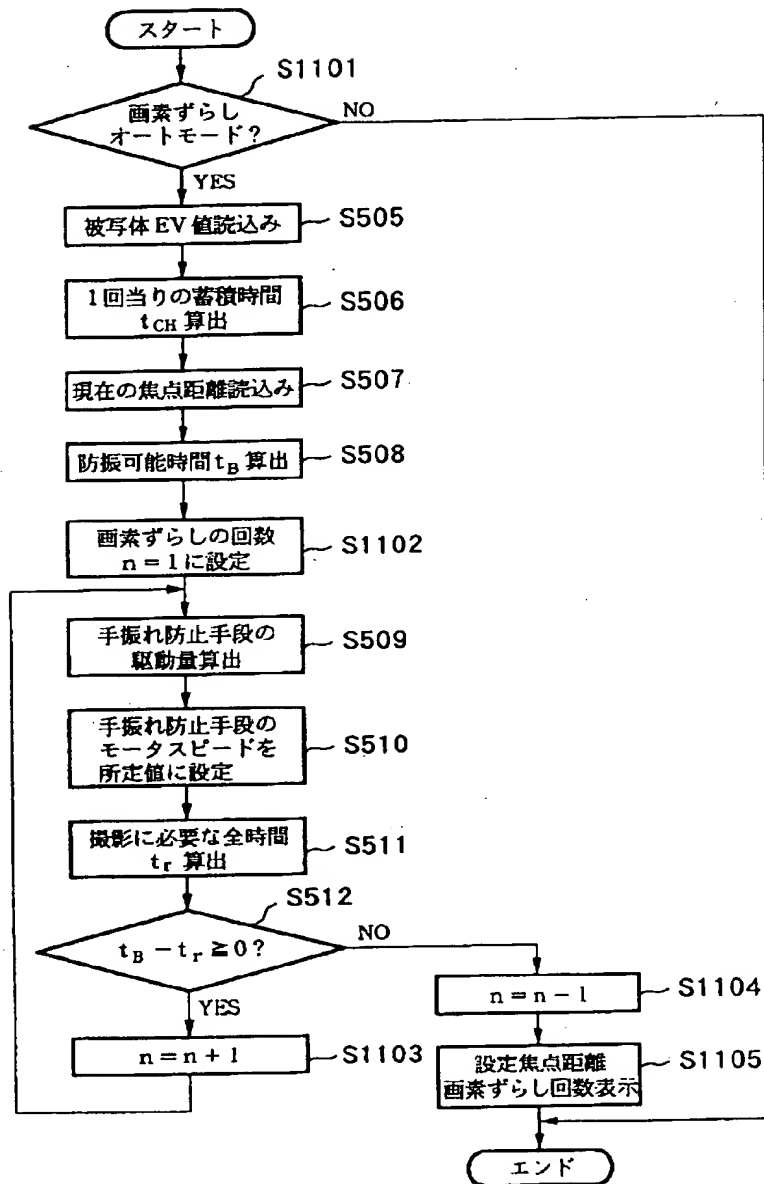 スタート
S1101
画素ずらし
オートモード?
NO
YES
被写体 EV 値読込み
S505
1回当りの蓄積時間
tCH 算出
S506
現在の焦点距離読込み
S507
防振可能時間 tB 算出
S508
画素ずらしの回数
n = 1 に設定
S1102
手振れ防止手段の
駆動量算出
S509
手振れ防止手段の
モータスピードを
所定値に設定
S510
撮影に必要な全時間
tr 算出
S511
S512
tB − tr ≧ 0?
NO
YES
n = n − 1
S1104
n = n + 1
S1103
設定焦点距離
画素ずらし回数表示
S1105
エンド